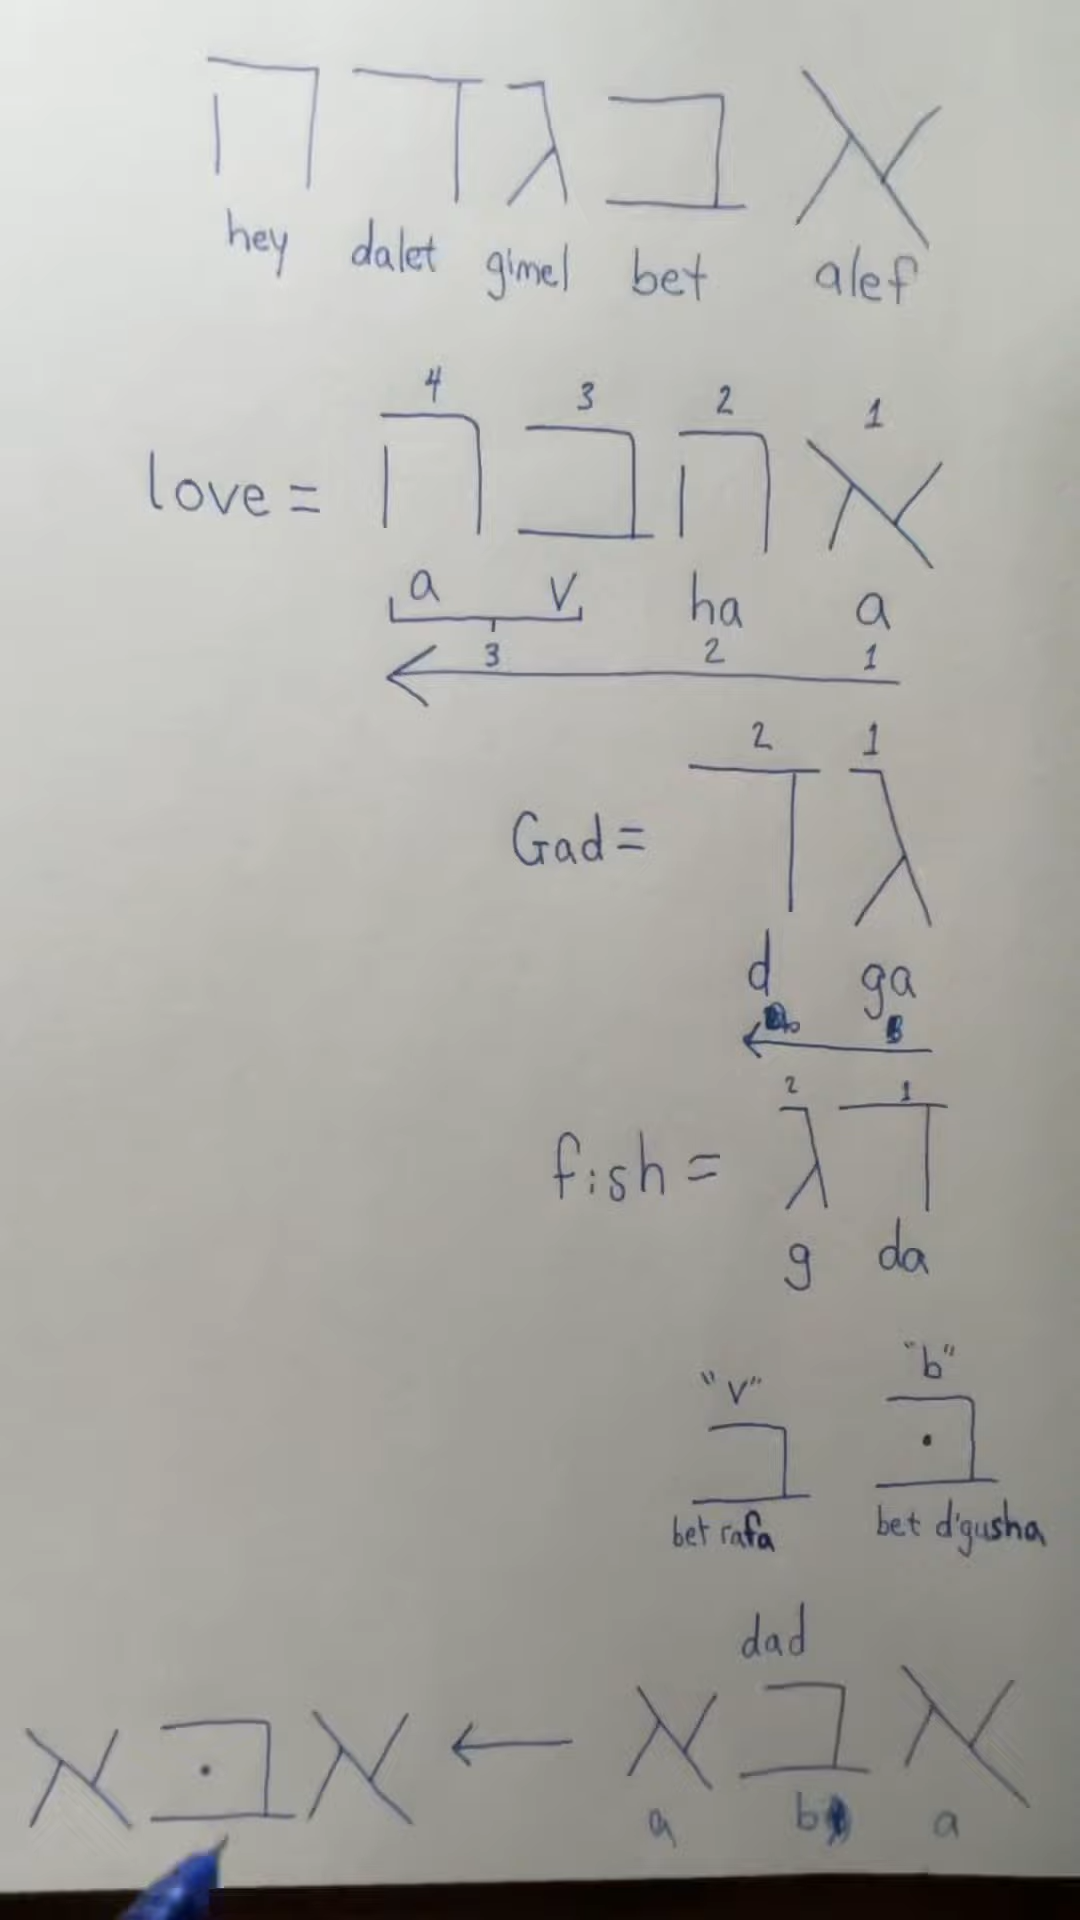 א ב ג ד ה
alef bet gimel dalet hey
1 2 3 4
love = אהבה
a ha v a
1 2 3
1 2
Gad = גד
ga d
1 2
fish = דג
da g
"b" "v"
בּ ב
bet d'gusha bet rafa
dad
אבא ← אבּא
a b a